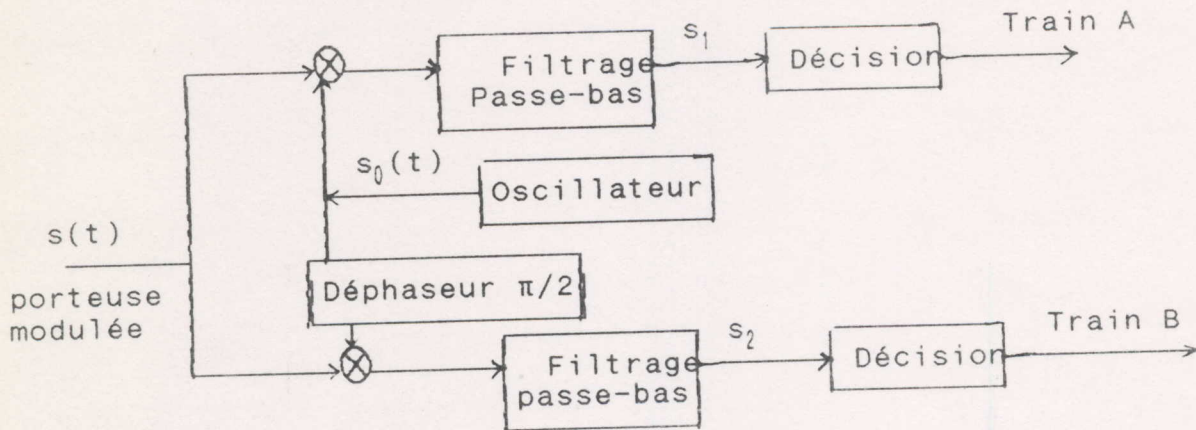 Train A
s₁
Filtrage
Passe-bas
Décision
s₀(t)
Oscillateur
s(t)
porteuse
modulée
Déphaseur π/2
Train B
s₂
Filtrage
passe-bas
Décision